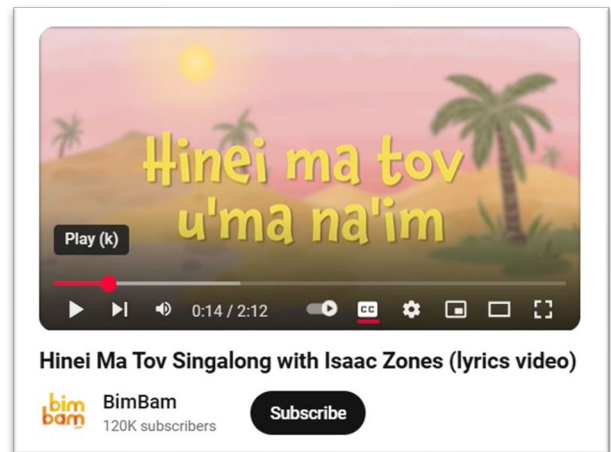 Hinei ma tov
u'ma na'im
Play (k)
0:14 / 2:12
CC
Hinei Ma Tov Singalong with Isaac Zones (lyrics video)
bim
bam
BimBam
120K subscribers
Subscribe